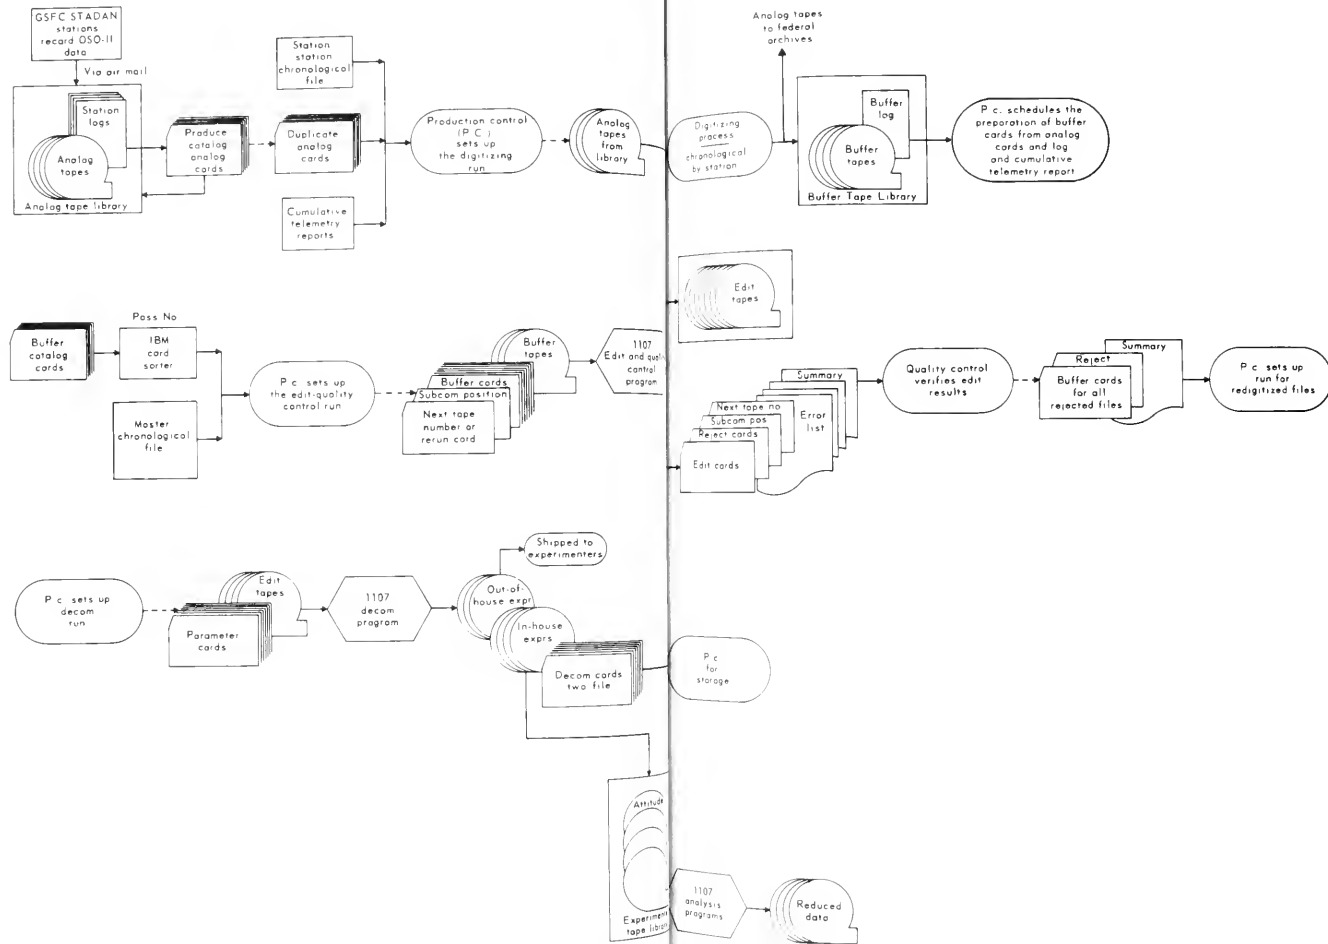 GSFC STADAN
stations
record OSO-II
data
Via air mail
Station
logs
Analog
tapes
Analog tape library
Produce
catalog
analog
cards
Station
station
chronological
file
Duplicate
analog
cards
Cumulative
telemetry
reports
Production control
(P C )
sets up
the digitizing
run
Analog
tapes
from
library
Digitizing
process
chronological
by station
Analog tapes
to federal
archives
Buffer
log
Buffer
tapes
Buffer Tape Library
P c. schedules the
preparation of buffer
cards from analog
cards and log
and cumulative
telemetry report
Buffer
catalog
cards
Pass No
IBM
card
sorter
Master
chronological
file
P c sets up
the edit-quality
control run
Buffer
tapes
Buffer cards
Subcom position
Next tape
number or
rerun card
1107
Edit and quality
control
program
Edit
tapes
Summary
Error
list
Next tape no
Subcom pos
Reject cards
Edit cards
Quality control
verifies edit
results
Summary
Reject
Buffer cards
for all
rejected files
P c sets up
run for
redigitized files
P c sets up
decom
run
Edit
tapes
Parameter
cards
1107
decom
program
Shipped to
experimenters
Out-of-
house expr
In-house
exprs
Decom cards
two file
P c
for
storage
Attitude
tape library
1107
analysis
programs
Reduced
data